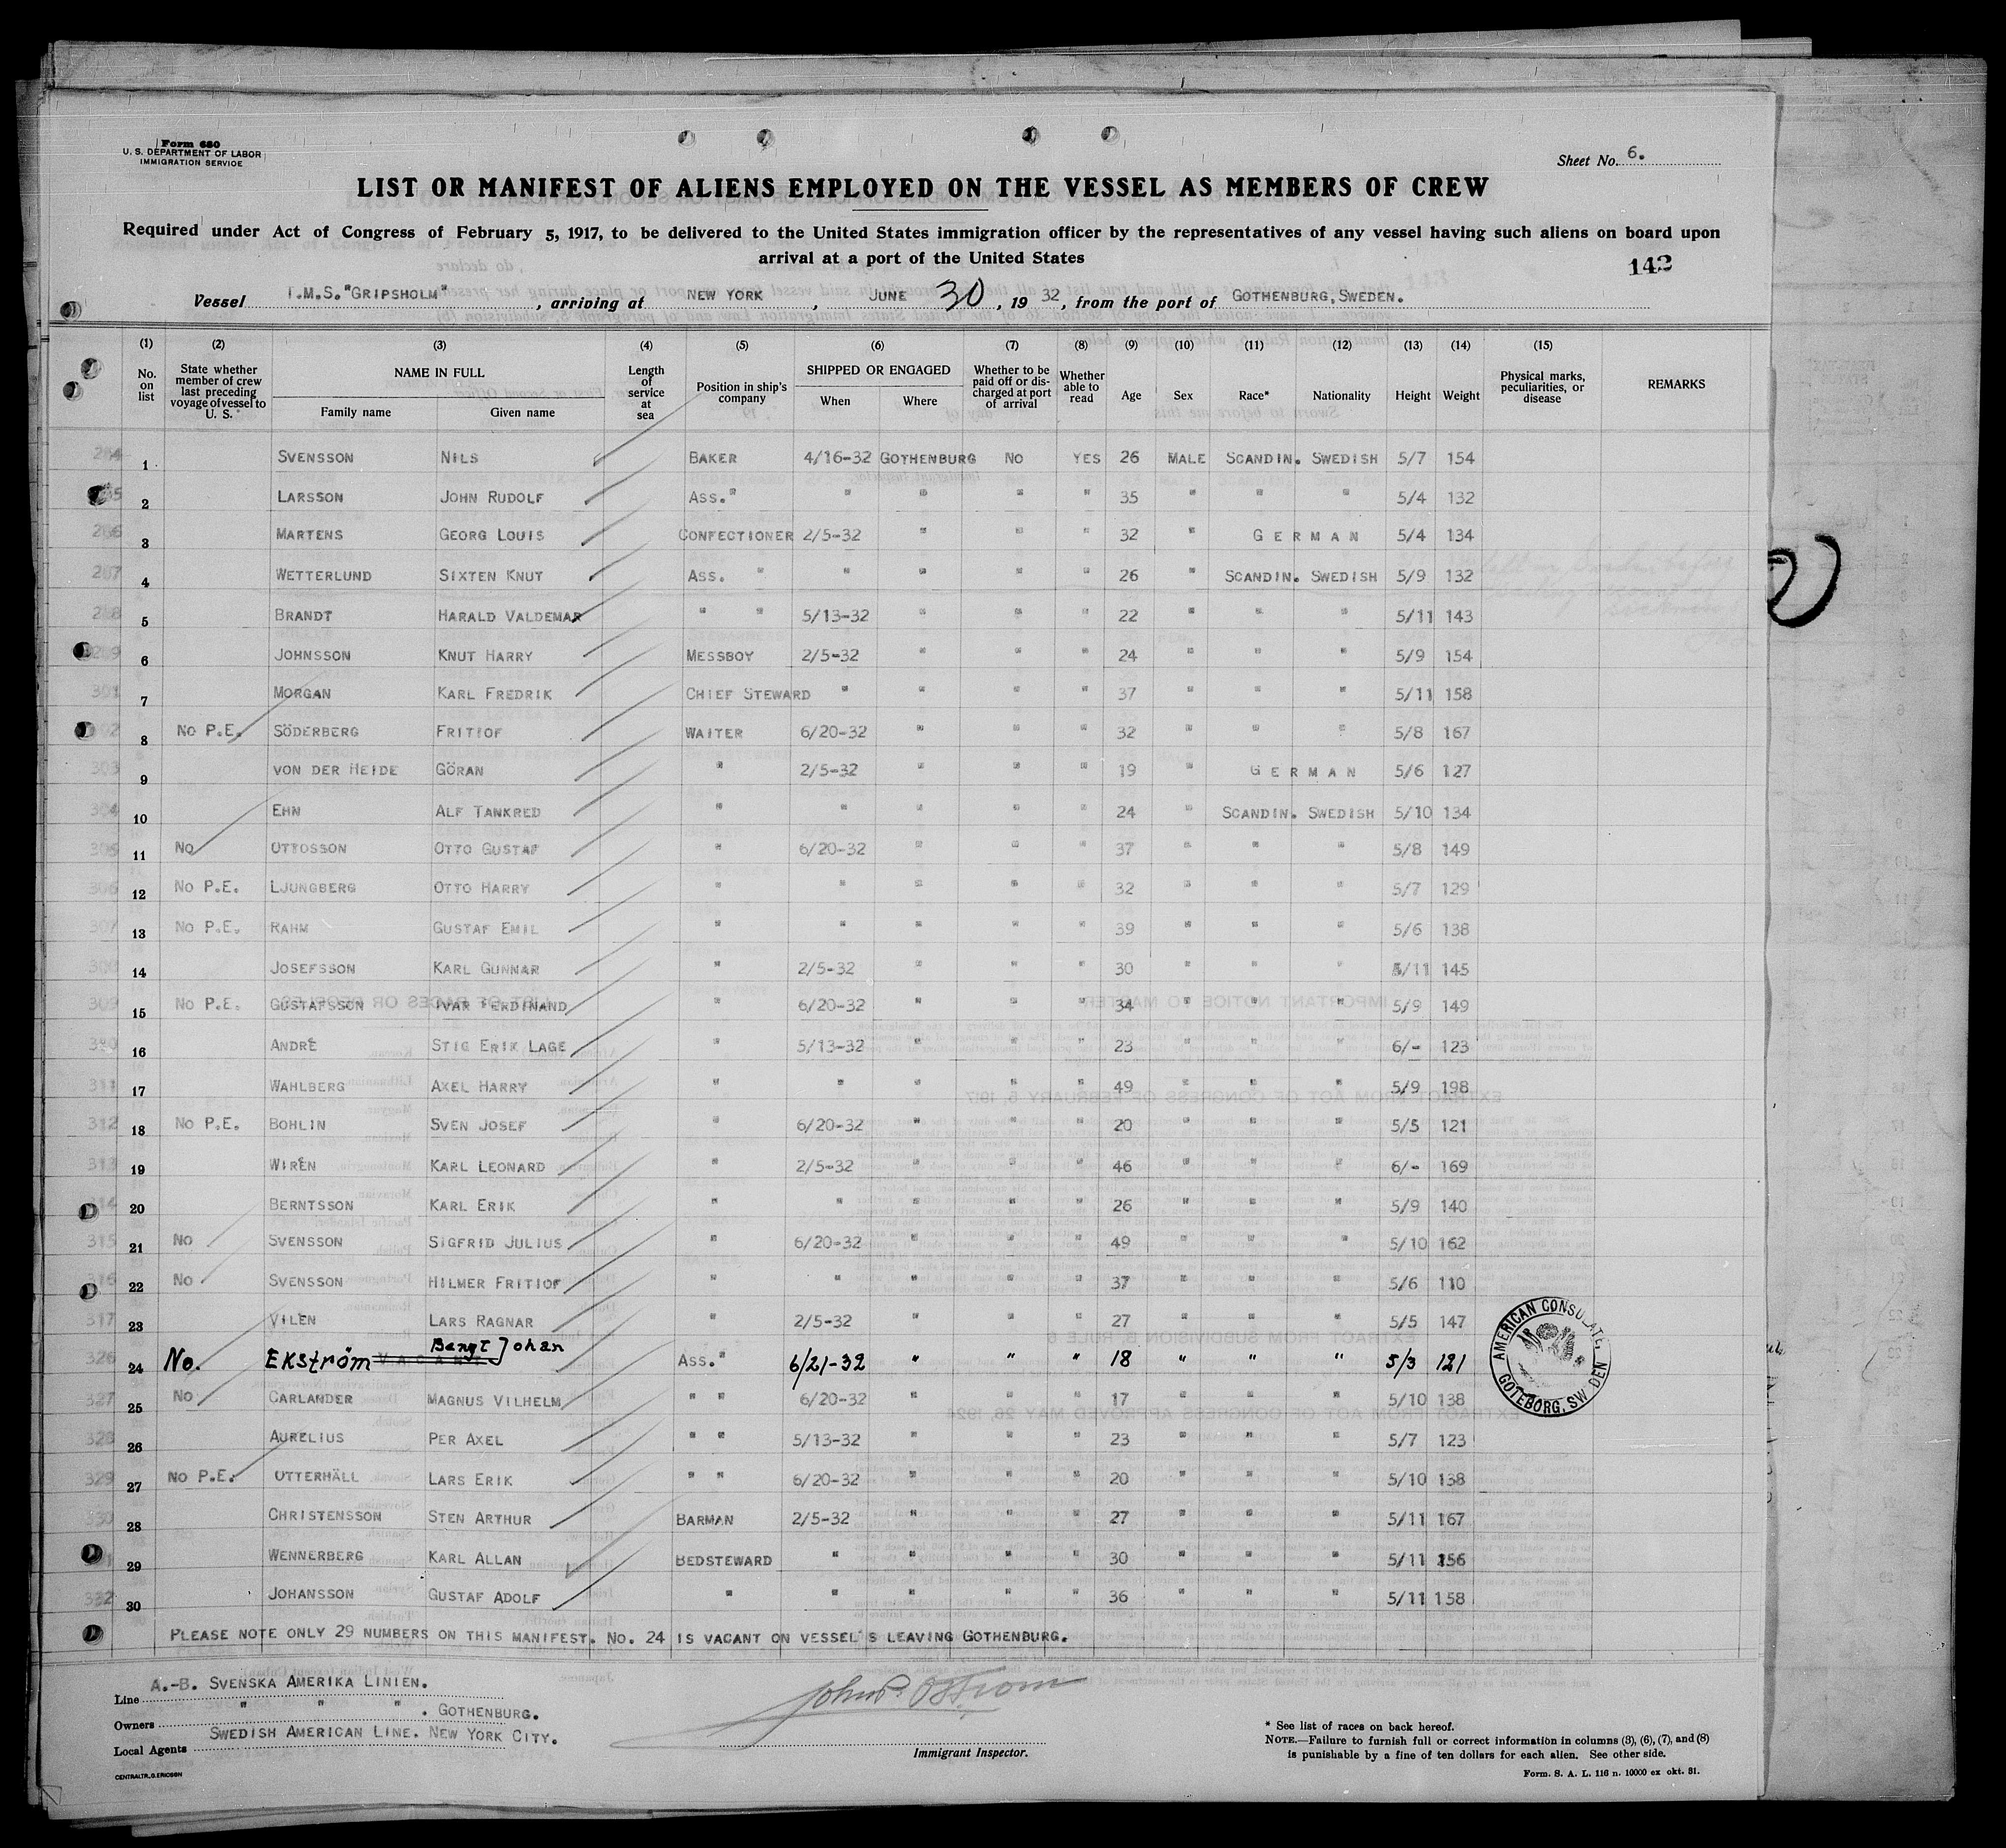 Form 680
U. S. DEPARTMENT OF LABOR
IMMIGRATION SERVICE
Sheet No. 6.
LIST OR MANIFEST OF ALIENS EMPLOYED ON THE VESSEL AS MEMBERS OF CREW
Required under Act of Congress of February 5, 1917, to be delivered to the United States immigration officer by the representatives of any vessel having such aliens on board upon
arrival at a port of the United States
142
Vessel T.M.S."GRIPSHOLM", arriving at NEW YORK, JUNE 30, 1932, from the port of GOTHENBURG, SWEDEN.
(1) (2) (3) (4) (5) (6) (7) (8) (9) (10) (11) (12) (13) (14) (15)
No. on list State whether member of crew last preceding voyage of vessel to U. S. NAME IN FULL Family name Given name Length of service at sea Position in ship's company SHIPPED OR ENGAGED When Where Whether to be paid off or discharged at port of arrival Whether able to read Age Sex Race* Nationality Height Weight Physical marks, peculiarities, or disease REMARKS
1 SVENSSON NILS BAKER 4/16-32 GOTHENBURG NO YES 26 MALE SCANDIN. SWEDISH 5/7 154
2 LARSSON JOHN RUDOLF ASS. " " " " " 35 " " " 5/4 132
3 MARTENS GEORG LOUIS CONFECTIONER 2/5-32 " " " 32 " GERMAN 5/4 134
4 WETTERLUND SIXTEN KNUT ASS. " " " " " 26 " SCANDIN. SWEDISH 5/9 132
5 BRANDT HARALD VALDEMAR " " 5/13-32 " " " 22 " " " 5/11 143
6 JOHNSSON KNUT HARRY MESSBOY 2/5-32 " " " 24 " " " 5/9 154
301 7 MORGAN KARL FREDRIK CHIEF STEWARD " " " " 37 " " " 5/11 158
8 NO P.E. SÖDERBERG FRITIOF WAITER 6/20-32 " " " 32 " " " 5/8 167
303 9 VON DER HEIDE GÖRAN " 2/5-32 " " " 19 " GERMAN 5/6 127
304 10 EHN ALF TANKRED " " " " " 24 " SCANDIN. SWEDISH 5/10 134
305 11 NO OTTOSSON OTTO GUSTAF " 6/20-32 " " " 37 " " " 5/8 149
306 12 NO P.E. LJUNGBERG OTTO HARRY " " " " " 32 " " " 5/7 129
307 13 NO P.E. RAHM GUSTAF EMIL " " " " " 39 " " " 5/6 138
14 JOSEFSSON KARL GUNNAR " 2/5-32 " " " 30 " " " 5/11 145
309 15 NO P.E. GUSTAFSSON IVAR FERDINAND " 6/20-32 " " " 34 " " " 5/9 149
16 ANDRÉ STIG ERIK LAGE " 5/13-32 " " " 23 " " " 6/- 123
311 17 WAHLBERG AXEL HARRY " " " " " 49 " " " 5/9 198
312 18 NO P.E. BOHLIN SVEN JOSEF " 6/20-32 " " " 20 " " " 5/5 121
313 19 WIRÉN KARL LEONARD " 2/5-32 " " " 46 " " " 6/- 169
20 BERNTSSON KARL ERIK " " " " " 26 " " " 5/9 140
315 21 NO SVENSSON SIGFRID JULIUS " 6/20-32 " " " 49 " " " 5/10 162
22 NO SVENSSON HILMER FRITIOF " " " " " 37 " " " 5/6 110
317 23 VILÉN LARS RAGNAR " 2/5-32 " " " 27 " " " 5/5 147
326 24 No. EKström VACANT Bengt Johan ASS." 6/21-32 " " " 18 " " " 5/3 121
327 25 NO CARLANDER MAGNUS VILHELM " " 6/20-32 " " " 17 " " " 5/10 138
328 26 AURELIUS PER AXEL " " 5/13-32 " " " 23 " " " 5/7 123
329 27 NO P.E. OTTERHÄLL LARS ERIK " " 6/20-32 " " " 20 " " " 5/10 138
330 28 CHRISTENSSON STEN ARTHUR BARMAN 2/5-32 " " " 27 " " " 5/11 167
29 WENNERBERG KARL ALLAN BEDSTEWARD " " " " 30 " " " 5/11 156
332 30 JOHANSSON GUSTAF ADOLF " " " " " 36 " " " 5/11 158
AMERICAN CONSULATE, GOTEBORG, SWEDEN
PLEASE NOTE ONLY 29 NUMBERS ON THIS MANIFEST. NO. 24 IS VACANT ON VESSEL'S LEAVING GOTHENBURG.
Line A.-B. SVENSKA AMERIKA LINIEN.
Owners " " " . GOTHENBURG.
Local Agents SWEDISH AMERICAN LINE. NEW YORK CITY.
CENTRALTR. G. ERICSON
John P. Ostrom
Immigrant Inspector.
* See list of races on back hereof.
NOTE.—Failure to furnish full or correct information in columns (3), (6), (7), and (8)
is punishable by a fine of ten dollars for each alien. See other side.
Form. S. A. L. 116 n. 10000 ex okt. 31.